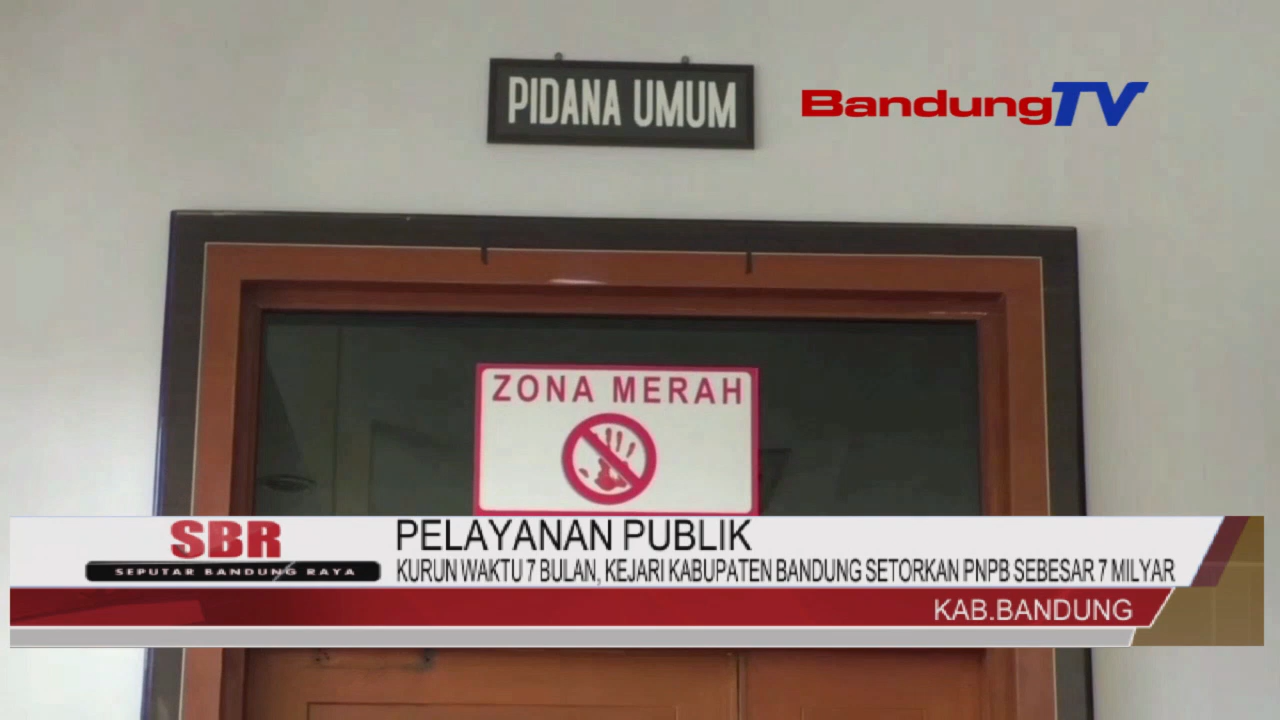 PIDANA UMUM
BandungTV
ZONA MERAH
SBR
SEPUTAR BANDUNG RAYA
PELAYANAN PUBLIK
KURUN WAKTU 7 BULAN, KEJARI KABUPATEN BANDUNG SETORKAN PNPB SEBESAR 7 MILYAR
KAB.BANDUNG